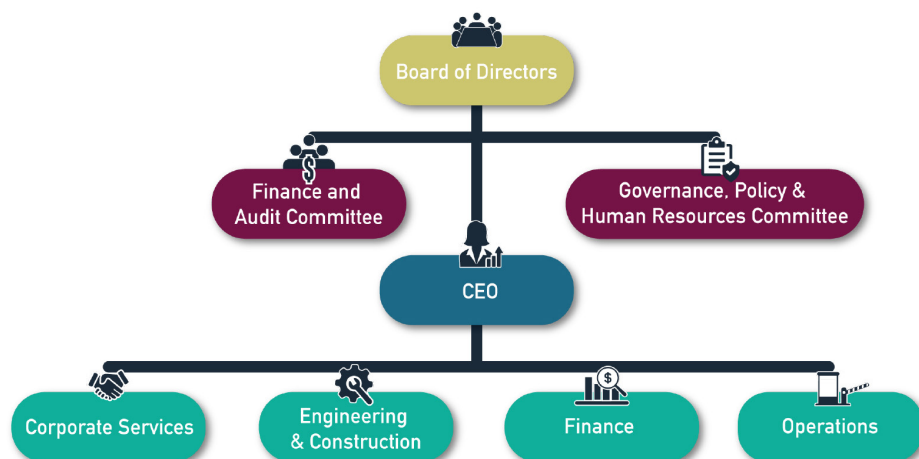 Board of Directors
Finance and
Audit Committee
Governance, Policy &
Human Resources Committee
CEO
Corporate Services
Engineering
& Construction
Finance
Operations